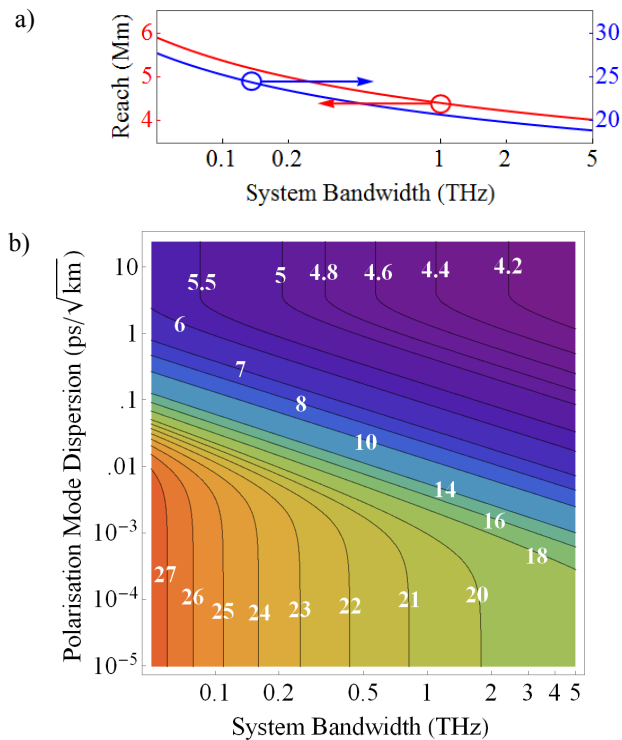 a)
Reach (Mm)
6
5
4
30
25
20
0.1 0.2 1 2 5
System Bandwidth (THz)
b)
Polarisation Mode Dispersion (ps/√km)
10
1
.1
.01
10⁻³
10⁻⁴
10⁻⁵
5.5 5 4.8 4.6 4.4 4.2
6
7
8
10
14
16
18
27 26 25 24 23 22 21 20
0.1 0.2 0.5 1 2 3 4 5
System Bandwidth (THz)